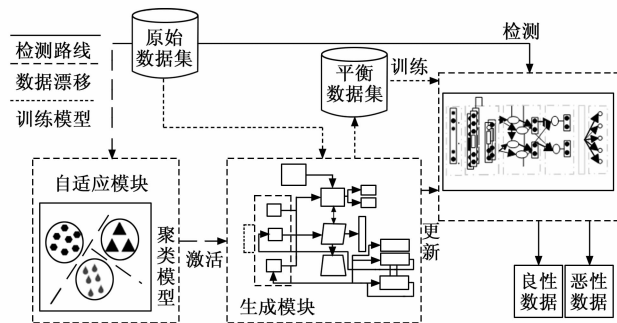 原始
数据集
检测
检测路线
数据漂移
训练模型
平衡
数据集
训练
自适应模块
聚类模型
激活
生成模块
更新
良性
数据
恶性
数据